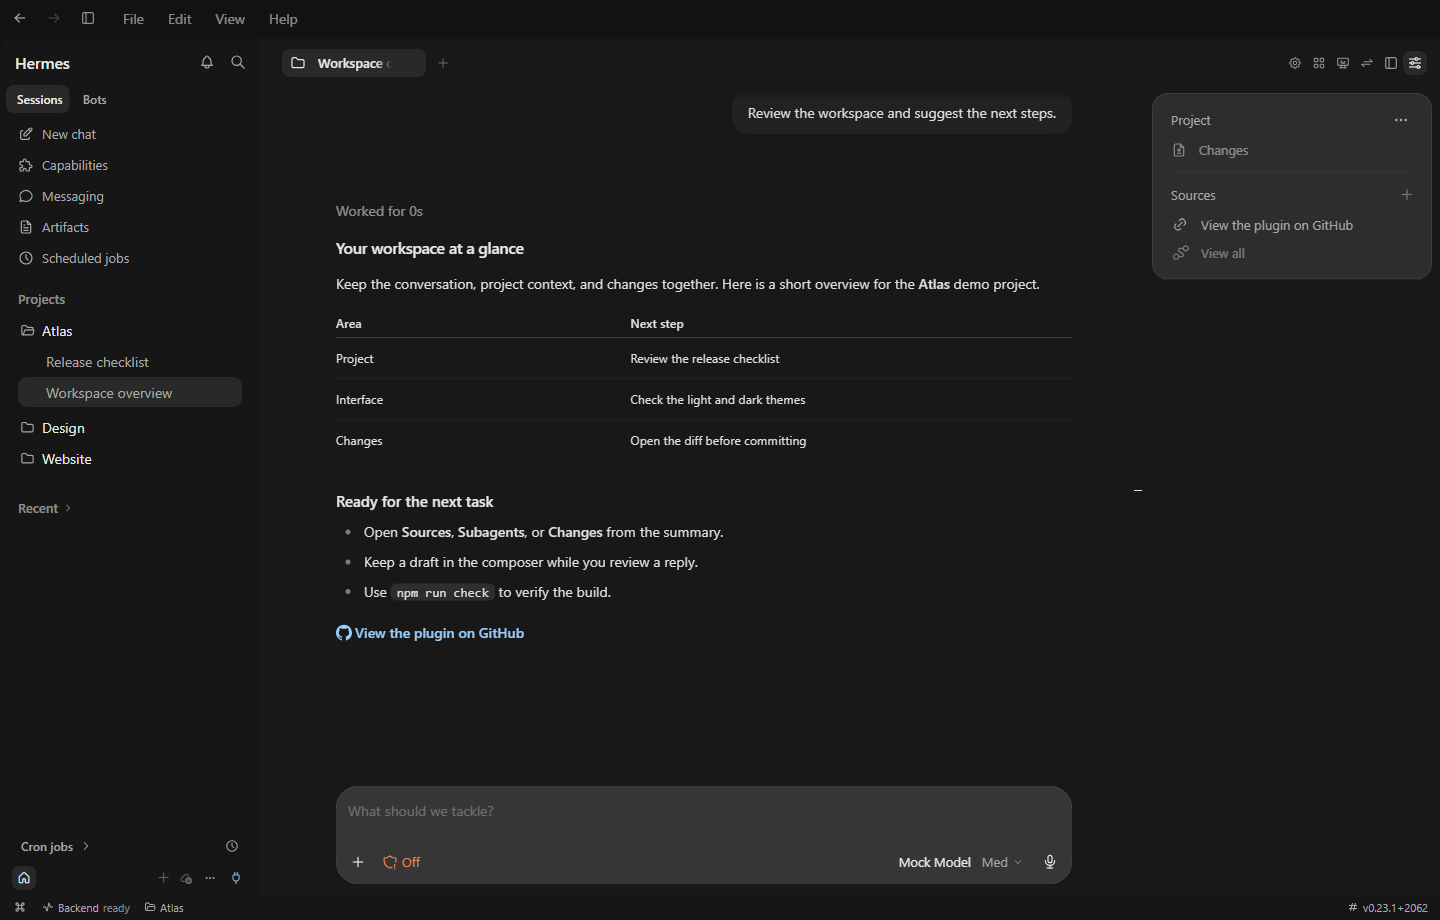 File Edit View Help
Hermes
Sessions Bots
New chat
Capabilities
Messaging
Artifacts
Scheduled jobs
Projects
Atlas
Release checklist
Workspace overview
Design
Website
Recent
Cron jobs
Workspace
Review the workspace and suggest the next steps.
Worked for 0s
Your workspace at a glance
Keep the conversation, project context, and changes together. Here is a short overview for the Atlas demo project.
Area Next step
Project Review the release checklist
Interface Check the light and dark themes
Changes Open the diff before committing
Ready for the next task
• Open Sources, Subagents, or Changes from the summary.
• Keep a draft in the composer while you review a reply.
• Use npm run check to verify the build.
View the plugin on GitHub
What should we tackle?
Off Mock Model Med
Project
Changes
Sources
View the plugin on GitHub
View all
Backend ready Atlas v0.23.1+2062